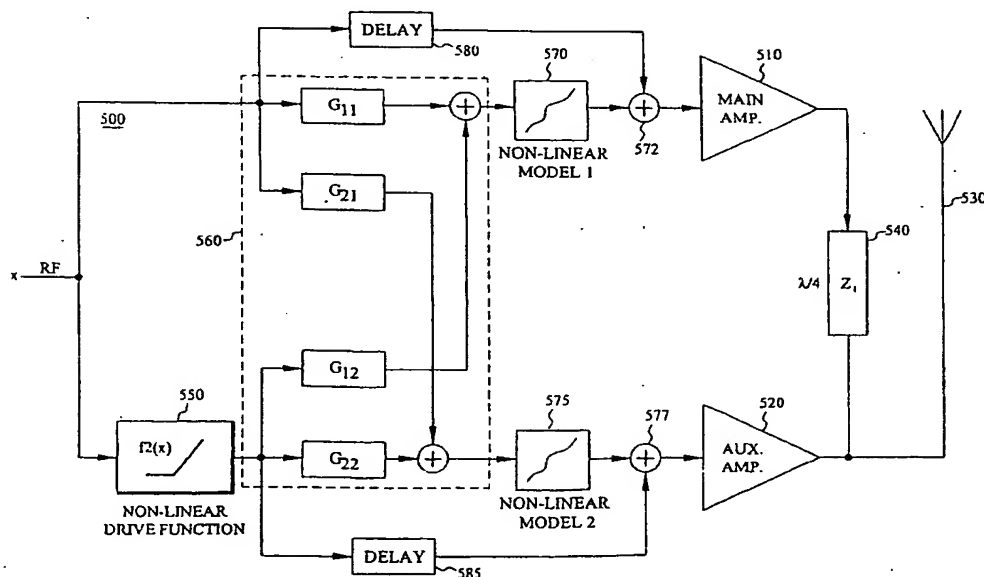 DELAY
580
500
G11
570
NON-LINEAR
MODEL 1
572
510
MAIN
AMP.
G21
560
530
540
λ/4
Z1
x RF
G12
550
f2(x)
NON-LINEAR
DRIVE FUNCTION
G22
575
NON-LINEAR
MODEL 2
577
520
AUX.
AMP.
DELAY
585